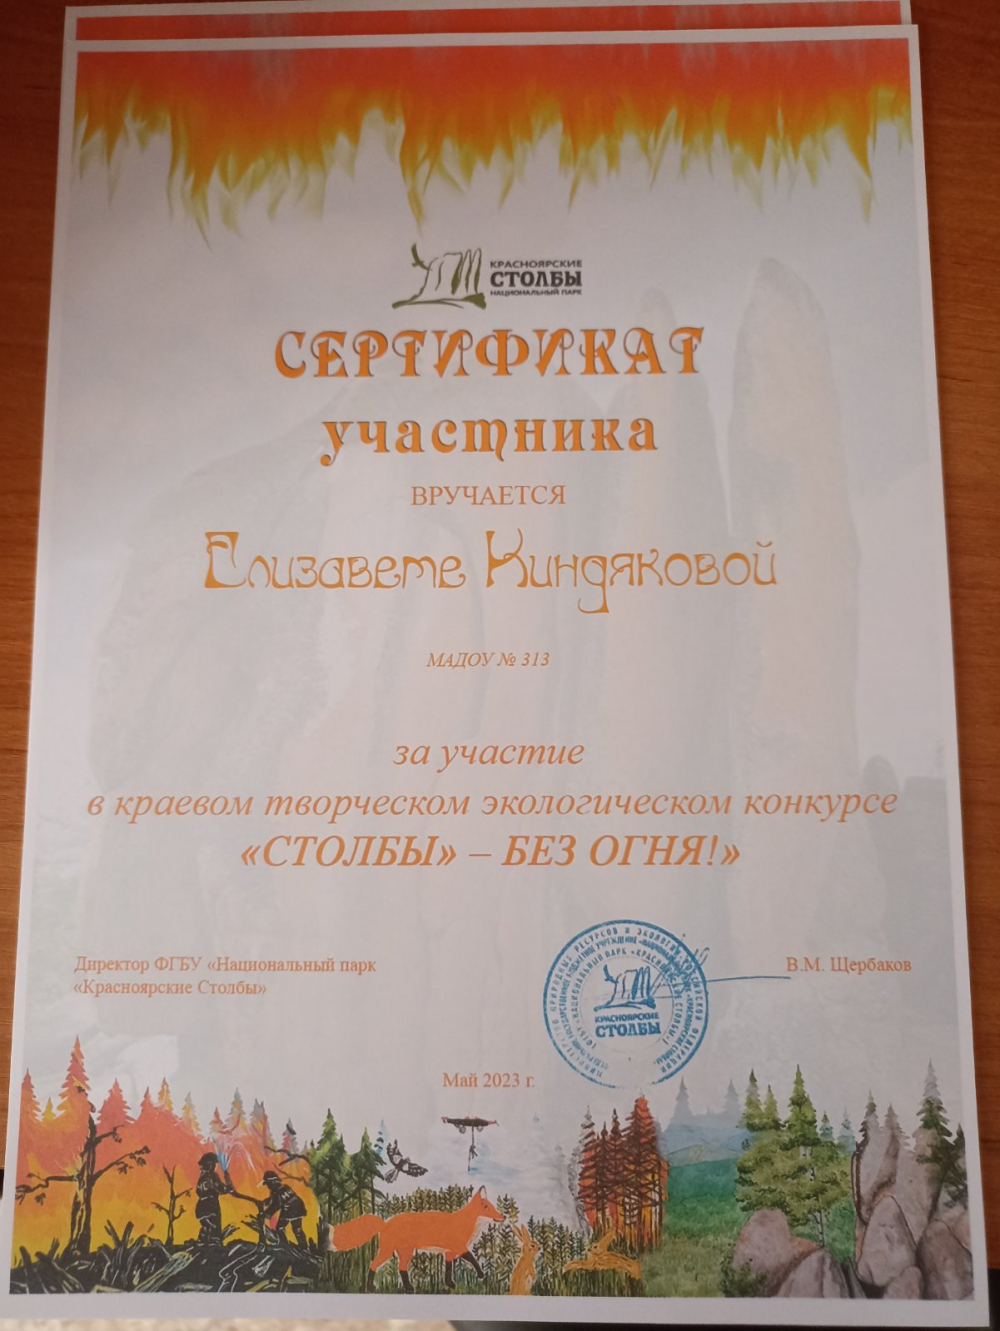 КРАСНОЯРСКИЕ
СТОЛБЫ
НАЦИОНАЛЬНЫЙ ПАРК
СЕРТИФИКАТ
участника
ВРУЧАЕТСЯ
Елизавете Киндяковой
МАДОУ № 313
за участие
в краевом творческом экологическом конкурсе
«СТОЛБЫ» – БЕЗ ОГНЯ!»
Директор ФГБУ «Национальный парк
«Красноярские Столбы»
В.М. Щербаков
КРАСНОЯРСКИЕ
СТОЛБЫ
Май 2023 г.